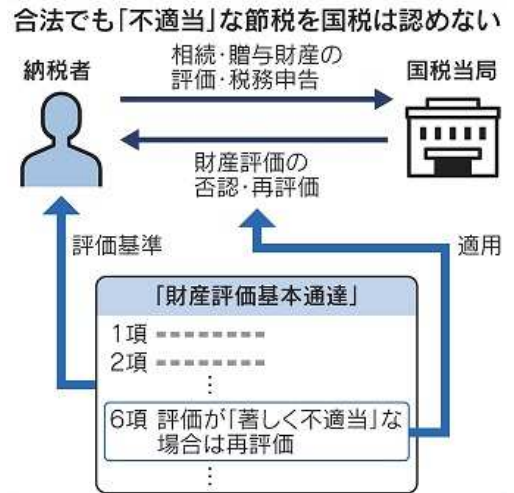 合法でも「不適当」な節税を国税は認めない
納税者
相続・贈与財産の
評価・税務申告
国税当局
財産評価の
否認・再評価
評価基準
適用
「財産評価基本通達」
1項
2項
⋮
6項 評価が「著しく不適当」な
場合は再評価
⋮